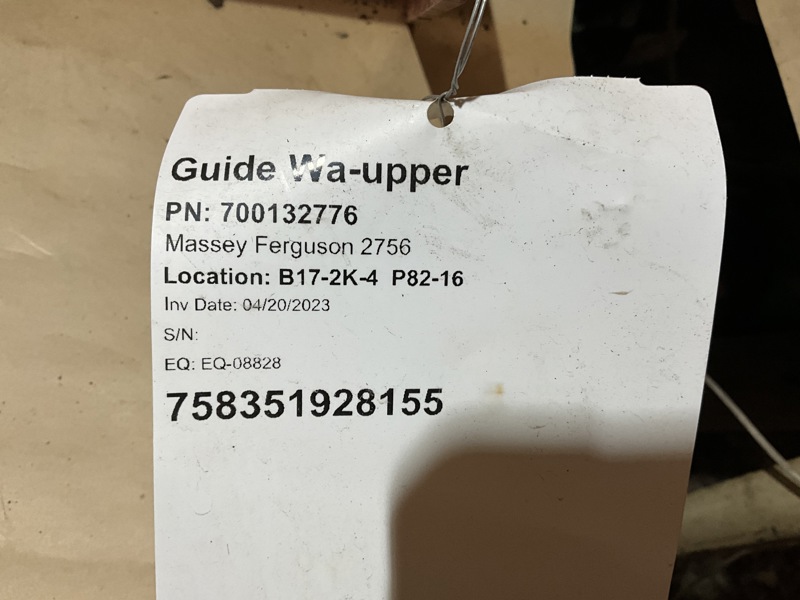 Guide Wa-upper
PN: 700132776
Massey Ferguson 2756
Location: B17-2K-4 P82-16
Inv Date: 04/20/2023
S/N:
EQ: EQ-08828
758351928155